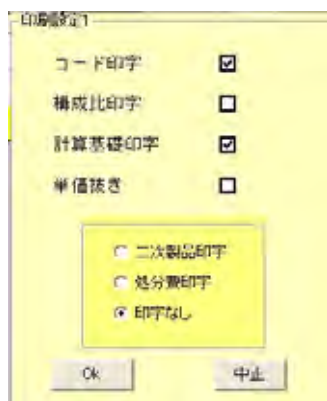 印刷設定1
コード印字
構成比印字
計算基礎印字
単価抜き
二次製品印字
処分費印字
印字なし
Ok 中止